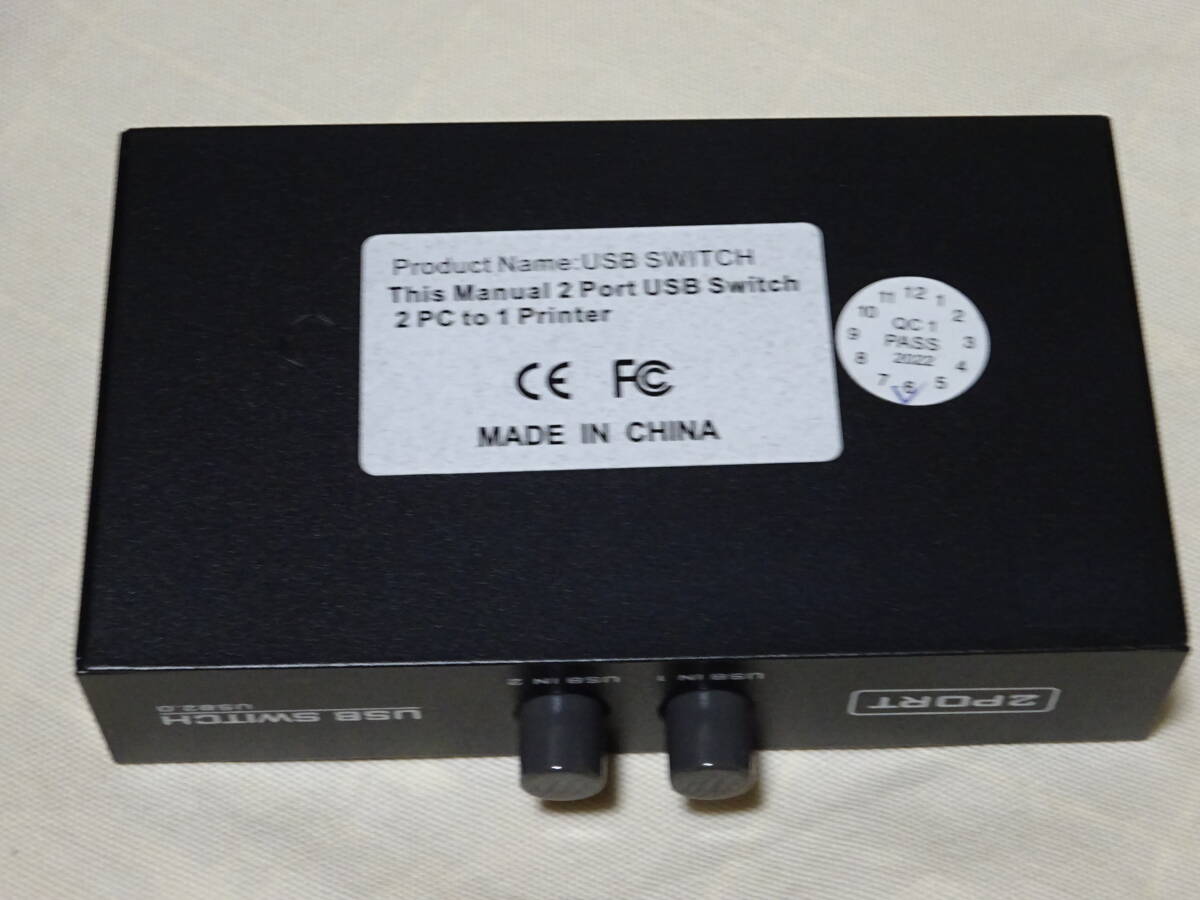 Product Name:USB SWITCH
This Manual 2 Port USB Switch
2 PC to 1 Printer
CE FC
MADE IN CHINA
11 12 1
10 2
9 QC 1 3
PASS
8 2022 4
7 6 5
USB IN 2
USB IN 1
USB SWITCH
USB2.0
2PORT